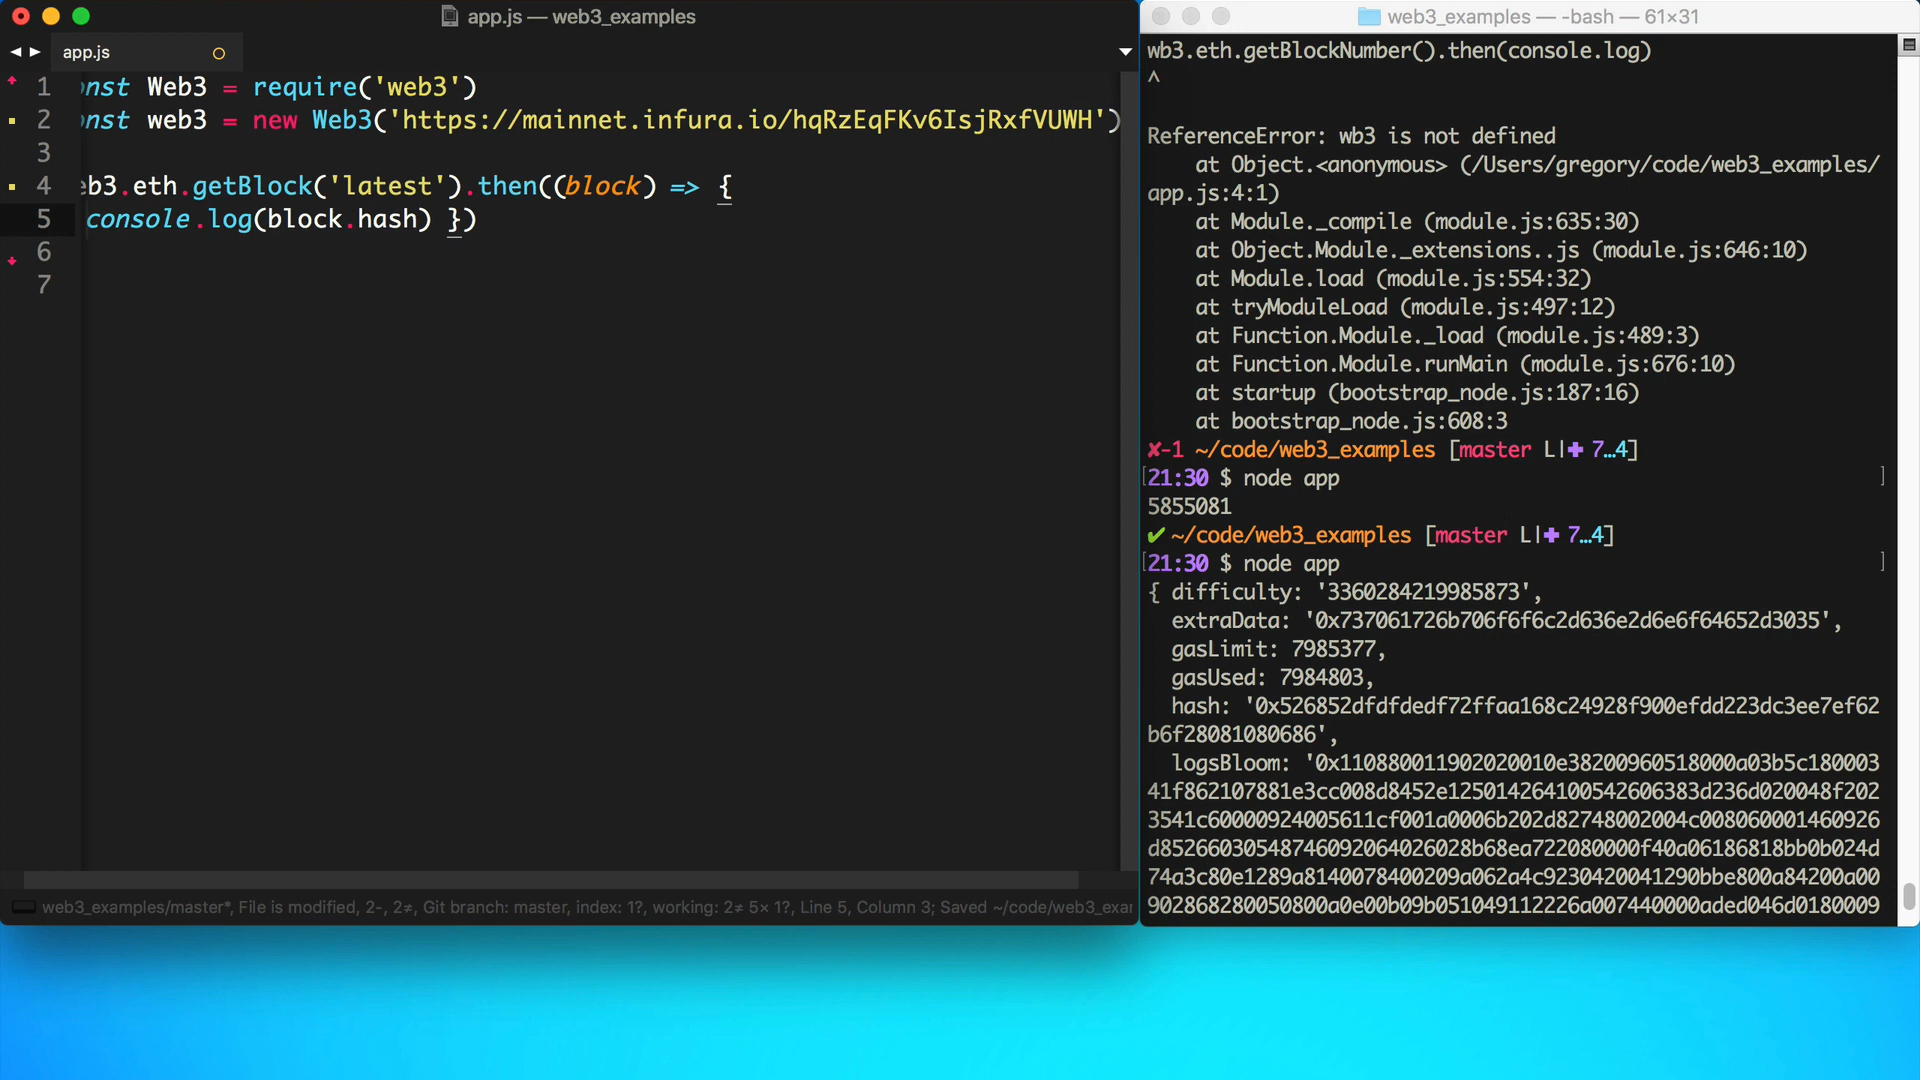 app.js — web3_examples
app.js
1 onst Web3 = require('web3')
2 onst web3 = new Web3('https://mainnet.infura.io/hqRzEqFKv6IsjRxfVUWH')
3
4 eb3.eth.getBlock('latest').then((block) => {
5 console.log(block.hash) })
6
7
web3_examples/master*, File is modified, 2-, 2≠, Git branch: master, index: 1?, working: 2≠ 5× 1?, Line 5, Column 3; Saved ~/code/web3_exar
web3_examples — -bash — 61×31
wb3.eth.getBlockNumber().then(console.log)
^
ReferenceError: wb3 is not defined
at Object.<anonymous> (/Users/gregory/code/web3_examples/
app.js:4:1)
at Module._compile (module.js:635:30)
at Object.Module._extensions..js (module.js:646:10)
at Module.load (module.js:554:32)
at tryModuleLoad (module.js:497:12)
at Function.Module._load (module.js:489:3)
at Function.Module.runMain (module.js:676:10)
at startup (bootstrap_node.js:187:16)
at bootstrap_node.js:608:3
✘-1 ~/code/web3_examples [master L|✚ 7…4]
[21:30 $ node app ]
5855081
✔ ~/code/web3_examples [master L|✚ 7…4]
[21:30 $ node app ]
{ difficulty: '3360284219985873',
extraData: '0x737061726b706f6f6c2d636e2d6e6f64652d3035',
gasLimit: 7985377,
gasUsed: 7984803,
hash: '0x526852dfdfdedf72ffaa168c24928f900efdd223dc3ee7ef62
b6f28081080686',
logsBloom: '0x110880011902020010e38200960518000a03b5c180003
41f862107881e3cc008d8452e125014264100542606383d236d020048f202
3541c60000924005611cf001a0006b202d82748002004c008060001460926
d85266030548746092064026028b68ea722080000f40a06186818bb0b024d
74a3c80e1289a8140078400209a062a4c9230420041290bbe800a84200a00
902868280050800a0e00b09b051049112226a007440000aded046d0180009